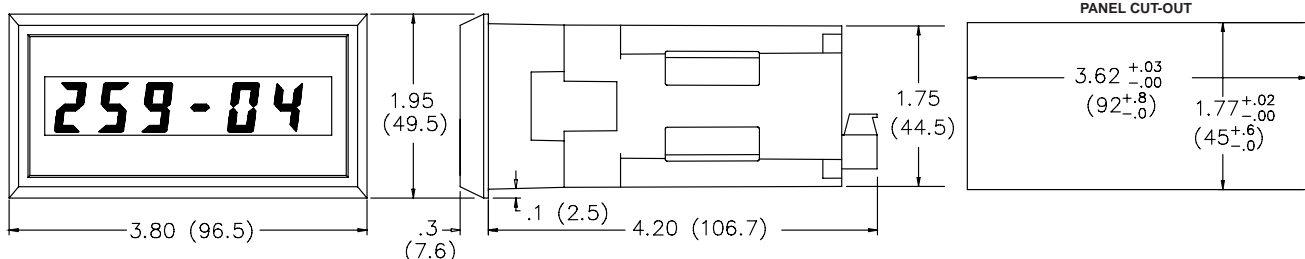 PANEL CUT-OUT
259-04
1.95
(49.5)
3.80 (96.5)
.3
(7.6)
.1 (2.5)
4.20 (106.7)
1.75
(44.5)
3.62 +.03 -.00
(92 +.8 -.0)
1.77 +.02 -.00
(45 +.6 -.0)